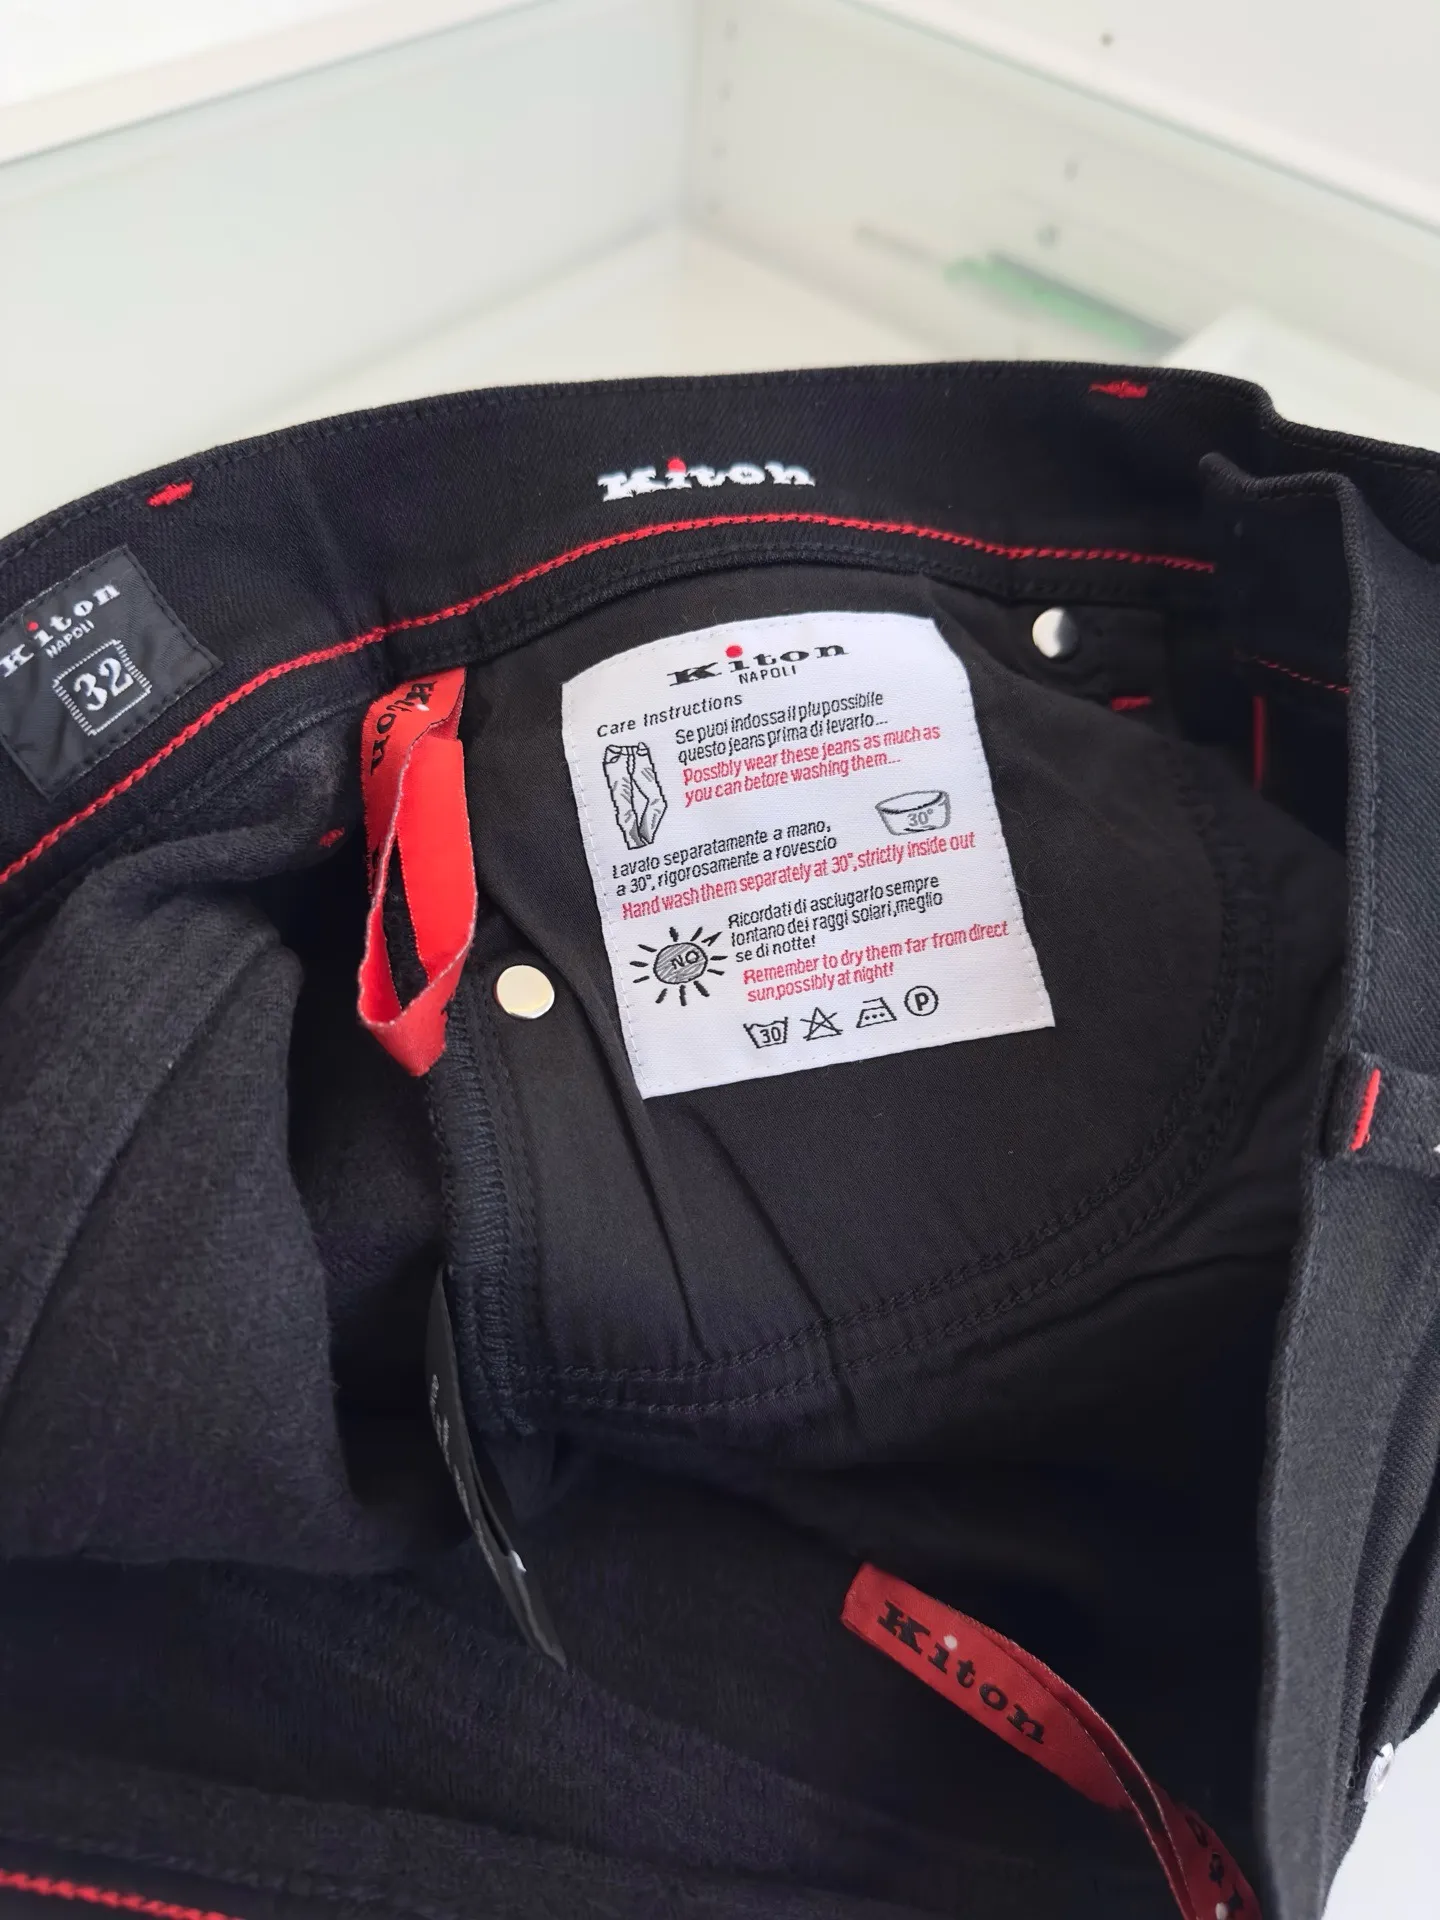 Kiton
Kiton
NAPOLI
32
Kiton
Kiton
NAPOLI
Care Instructions
Se puoi indossa il piu possibile
questo jeans prima di levarlo...
Possibly wear these jeans as much as
you can before washing them...
30°
Lavalo separatamente a mano,
a 30°, rigorosamente a rovescio
Hand wash them separately at 30°, strictly inside out
Ricordati di asciugarlo sempre
lontano dei raggi solari, meglio
se di notte!
NO
Remember to dry them far from direct
sun, possibly at night!
30
P
Kiton